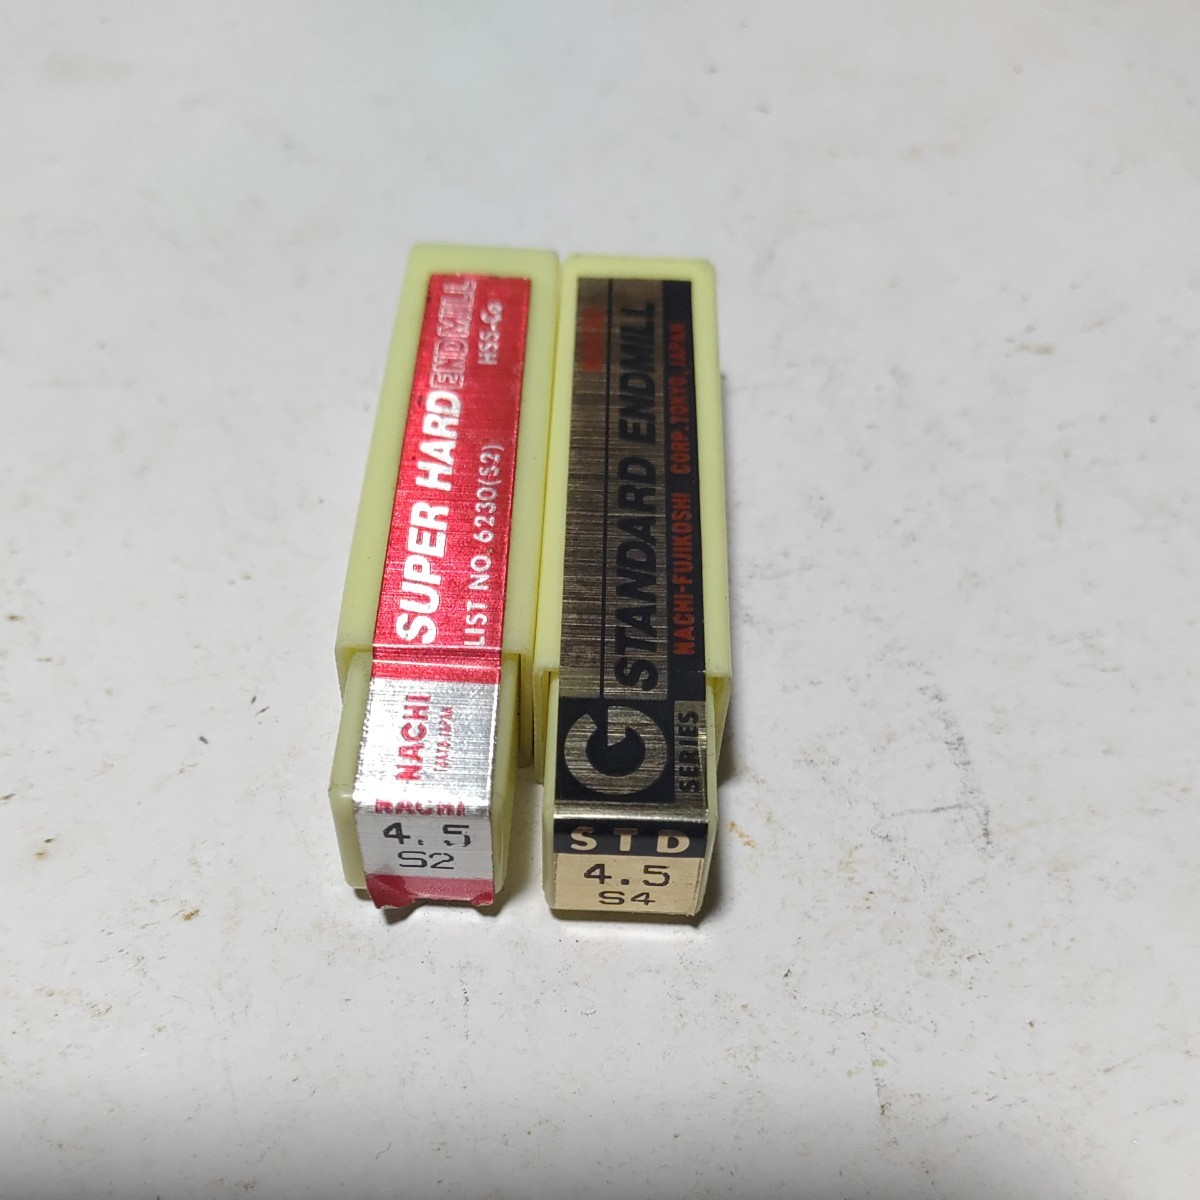 SUPER HARD ENDMILL
HSS-Co
LIST NO. 6230(S2)
NACHI
NACHI
4.5
S2
STANDARD ENDMILL
NACHI-FUJIKOSHI CORP. TOKYO, JAPAN
G
SERIES
STD
4.5
S4